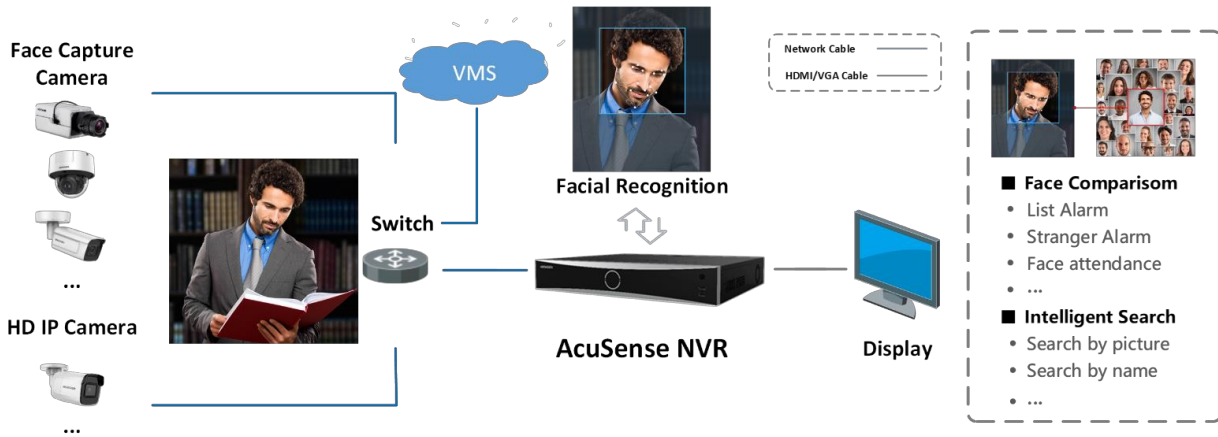 Face Capture
Camera
...
HD IP Camera
...
VMS
Switch
Facial Recognition
AcuSense NVR
Display
Network Cable
HDMI/VGA Cable
■ Face Comparisom
• List Alarm
• Stranger Alarm
• Face attendance
• ...
■ Intelligent Search
• Search by picture
• Search by name
• ...